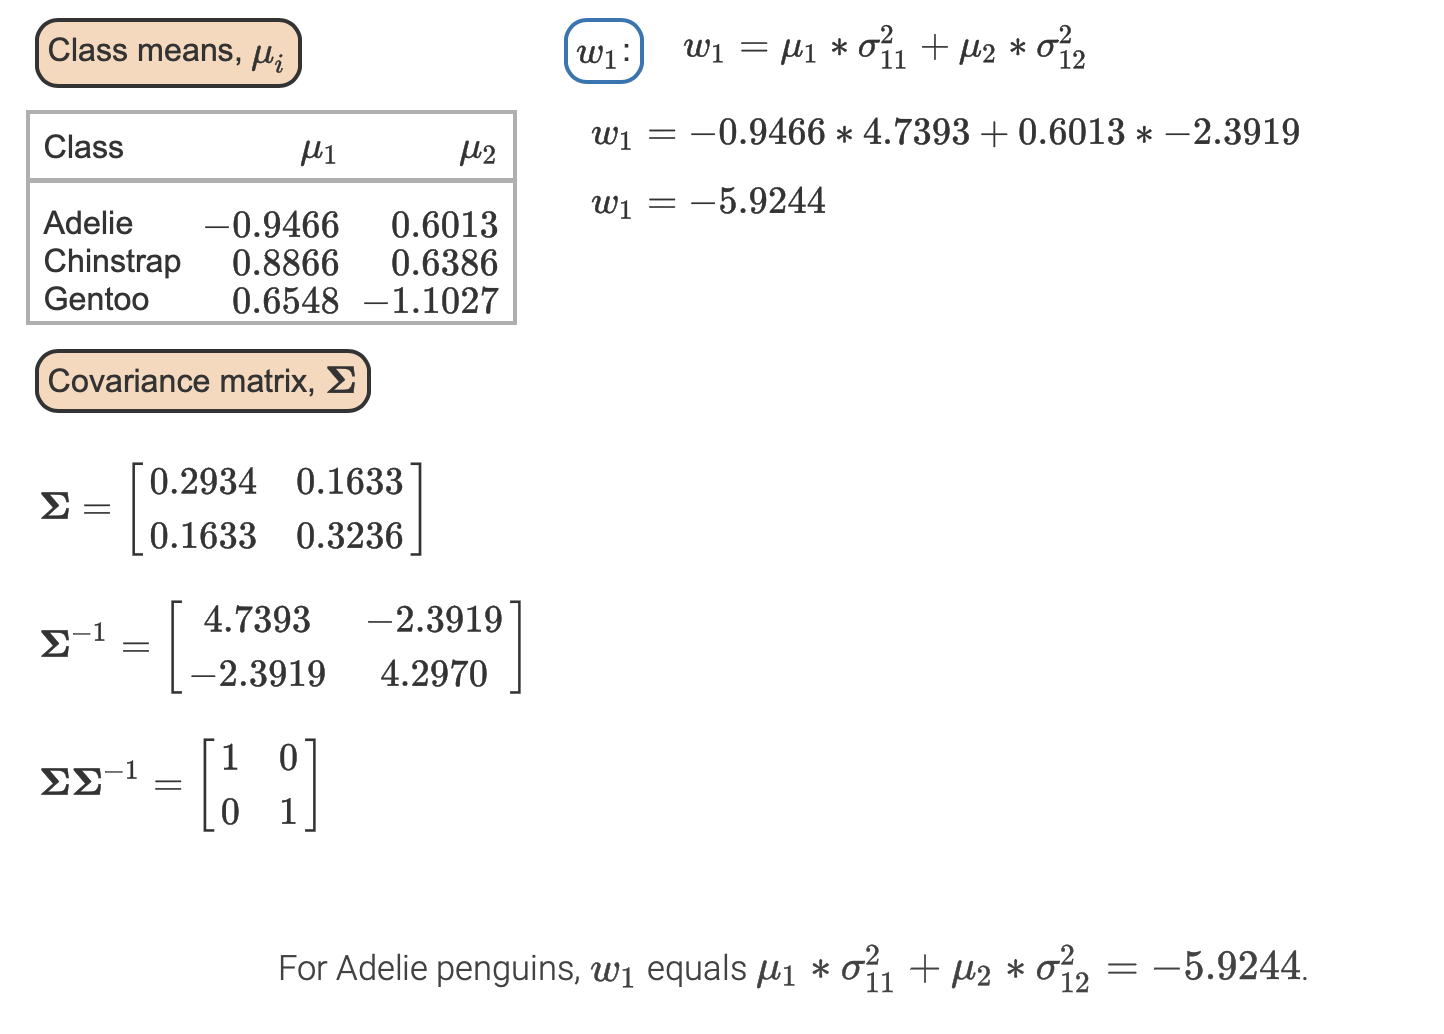 Class means, μᵢ
Class μ₁ μ₂
Adelie −0.9466 0.6013
Chinstrap 0.8866 0.6386
Gentoo 0.6548 −1.1027
Covariance matrix, Σ
Σ = [0.2934 0.1633
0.1633 0.3236]
Σ⁻¹ = [4.7393 −2.3919
−2.3919 4.2970]
ΣΣ⁻¹ = [1 0
0 1]
w₁: w₁ = μ₁ * σ²₁₁ + μ₂ * σ²₁₂
w₁ = −0.9466 * 4.7393 + 0.6013 * −2.3919
w₁ = −5.9244
For Adelie penguins, w₁ equals μ₁ * σ²₁₁ + μ₂ * σ²₁₂ = −5.9244.